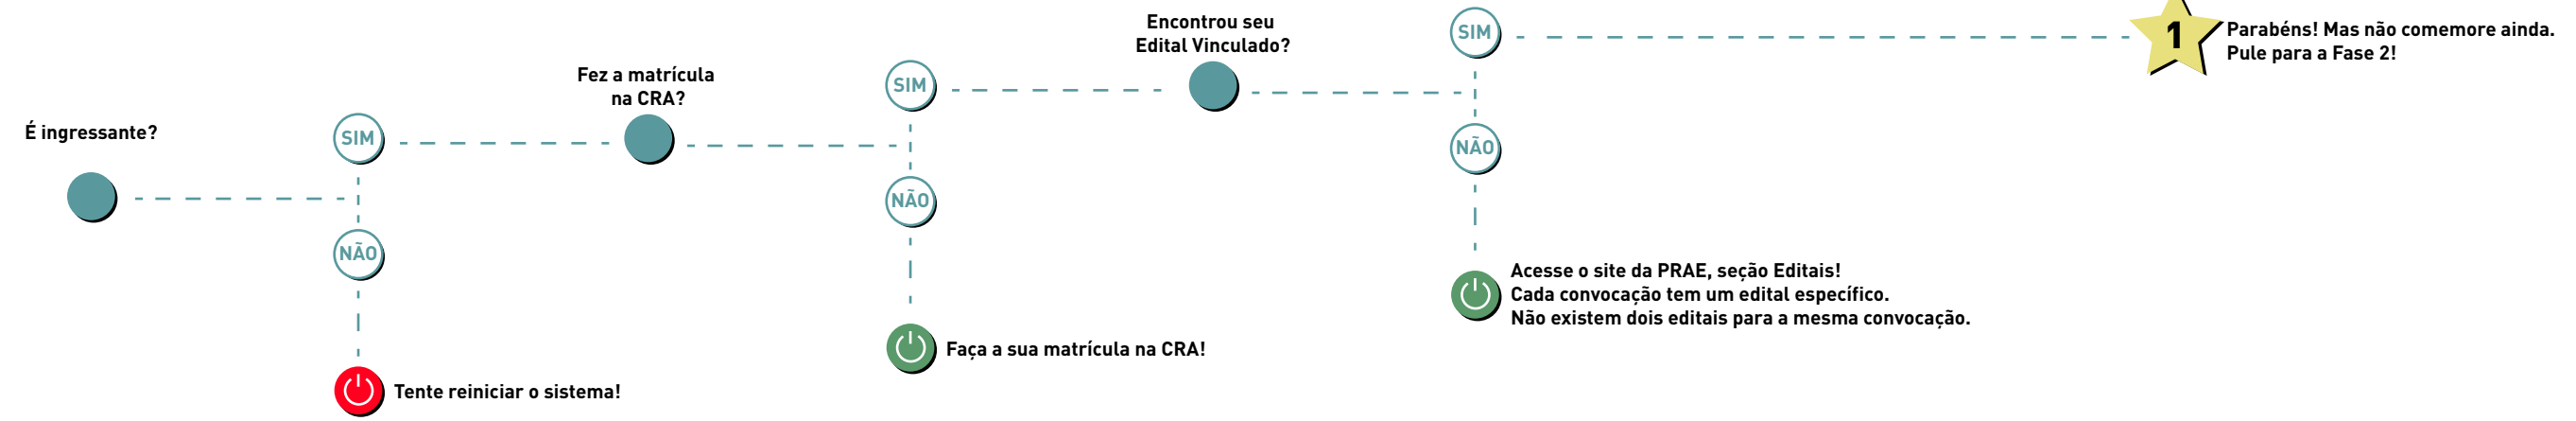 É ingressante?
SIM
NÃO
Tente reiniciar o sistema!
Fez a matrícula
na CRA?
SIM
NÃO
Faça a sua matrícula na CRA!
Encontrou seu
Edital Vinculado?
SIM
NÃO
Acesse o site da PRAE, seção Editais!
Cada convocação tem um edital específico.
Não existem dois editais para a mesma convocação.
1
Parabéns! Mas não comemore ainda.
Pule para a Fase 2!